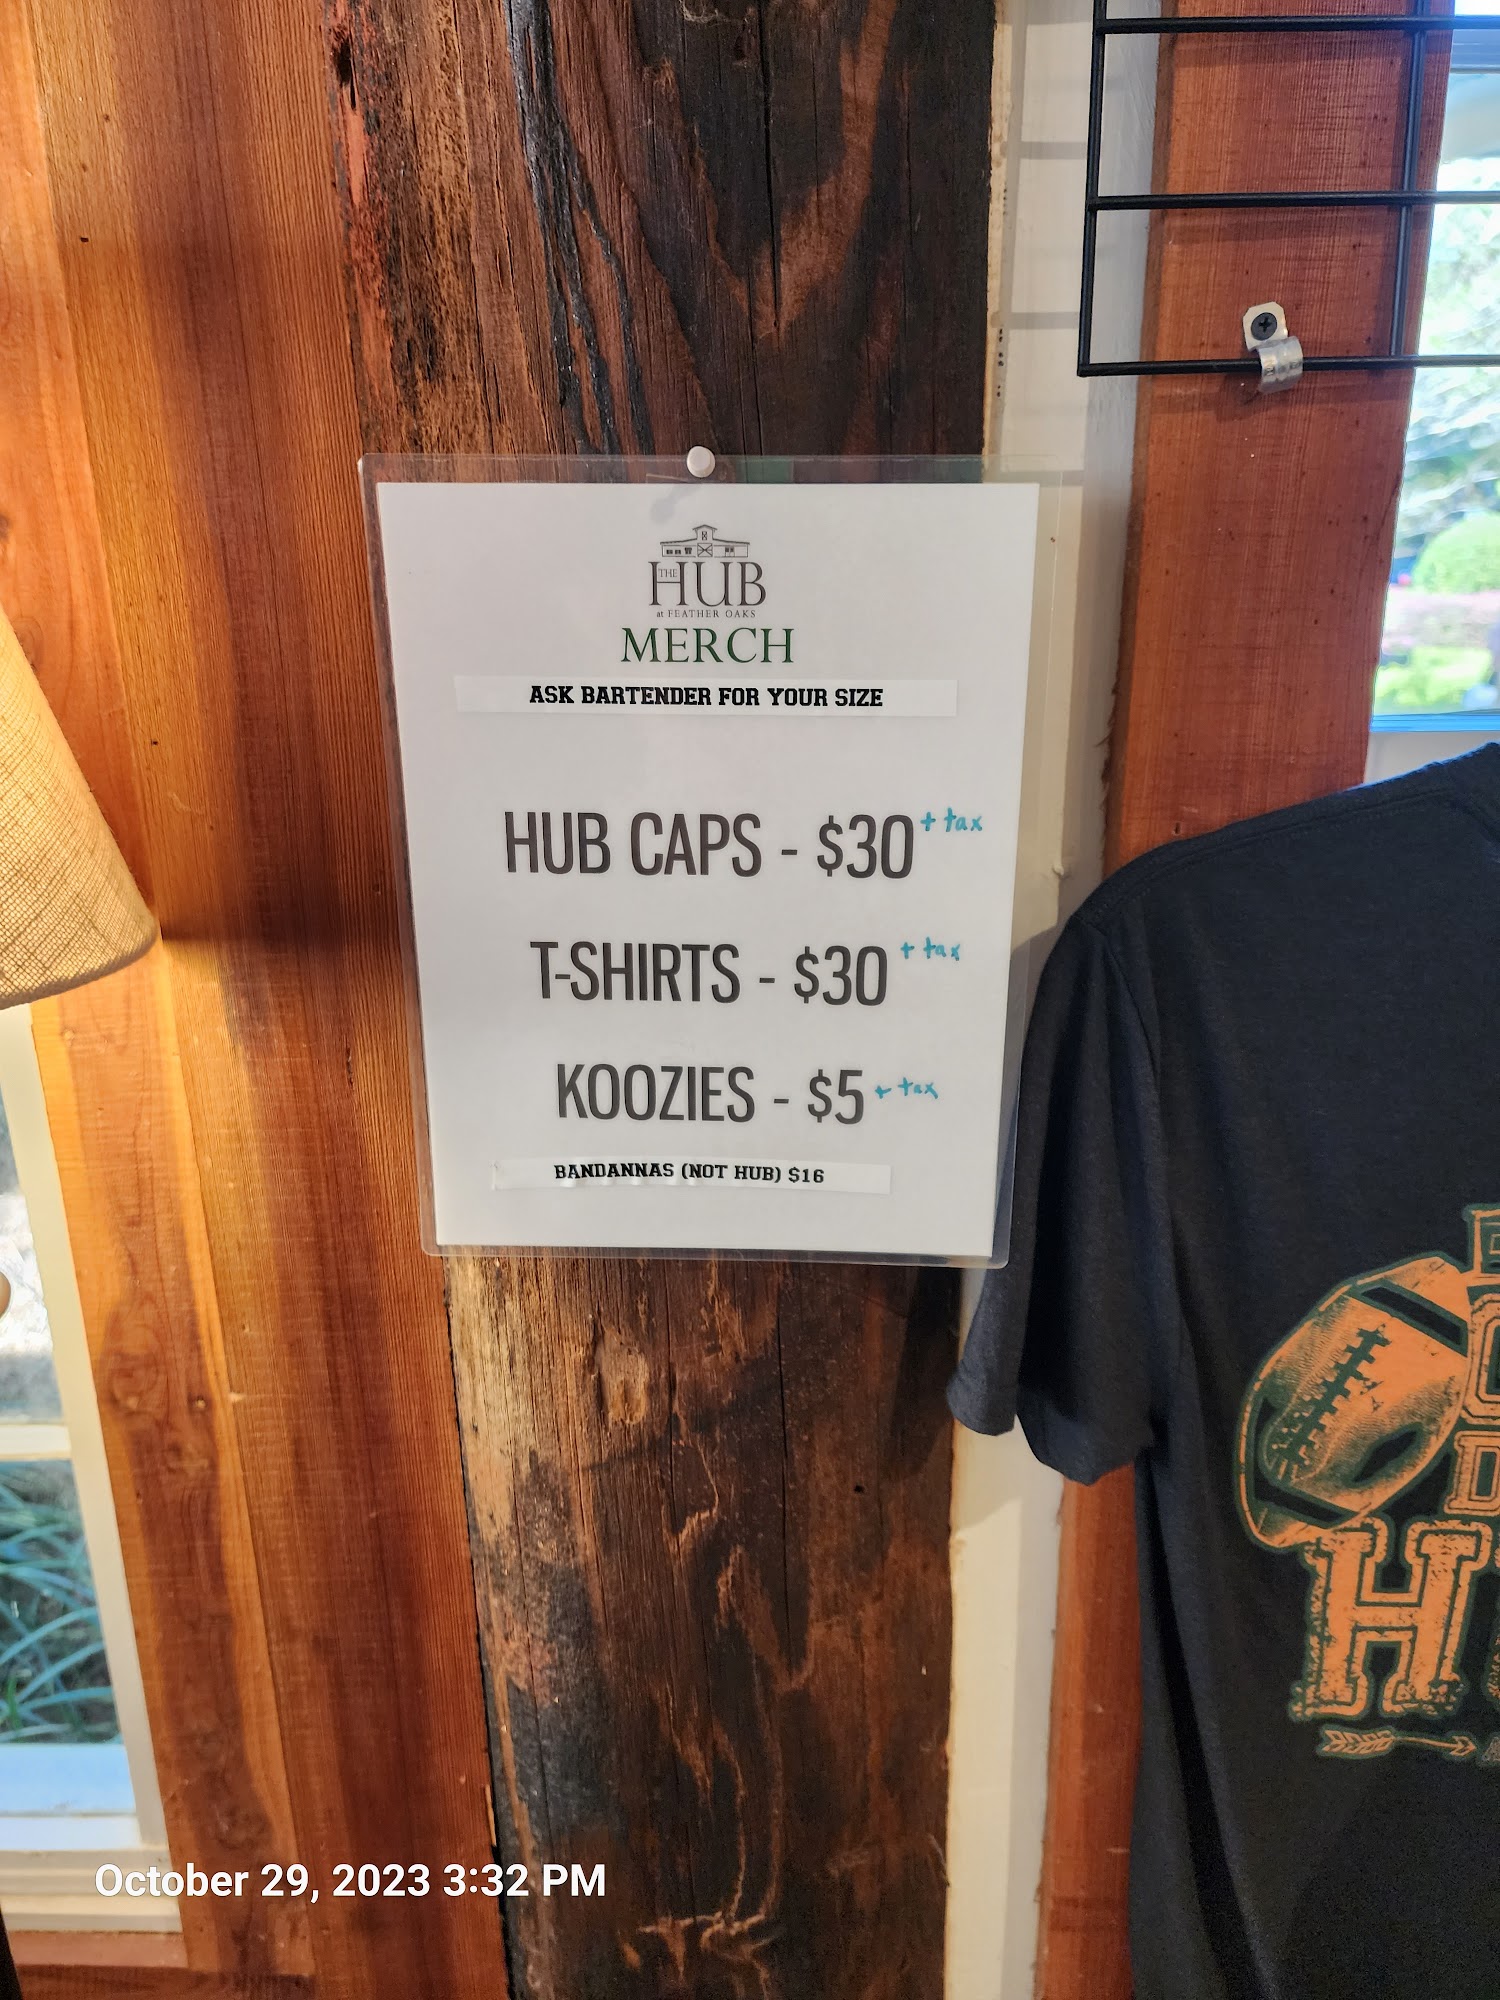 THE
HUB
at FEATHER OAKS
MERCH
ASK BARTENDER FOR YOUR SIZE
HUB CAPS - $30 + tax
T-SHIRTS - $30 + tax
KOOZIES - $5 + tax
BANDANNAS (NOT HUB) $16
H
October 29, 2023 3:32 PM